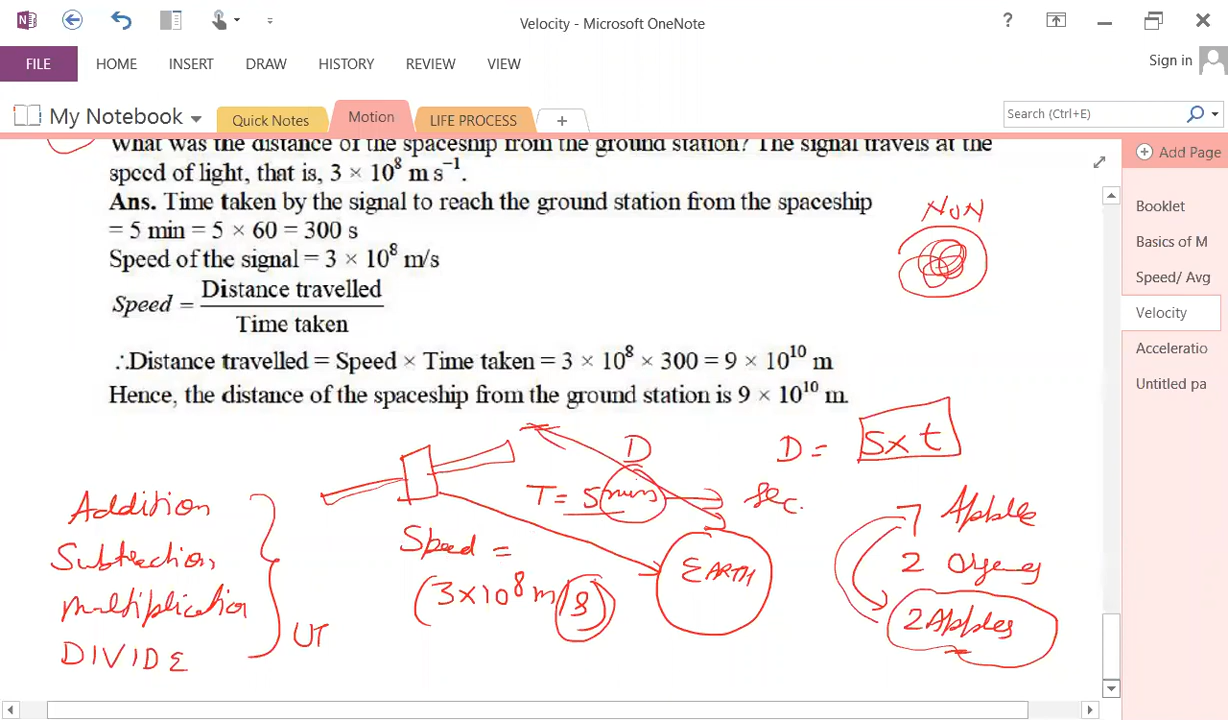 Velocity - Microsoft OneNote
FILE HOME INSERT DRAW HISTORY REVIEW VIEW
Sign in
My Notebook
Quick Notes
Motion
LIFE PROCESS
Search (Ctrl+E)
Add Page
Booklet
Basics of M
Speed/ Avg
Velocity
Acceleratio
Untitled pa
What was the distance of the spaceship from the ground station? The signal travels at the
speed of light, that is, 3 × 10⁸ m s⁻¹.
Ans. Time taken by the signal to reach the ground station from the spaceship
= 5 min = 5 × 60 = 300 s
Speed of the signal = 3 × 10⁸ m/s
Speed = Distance travelled
Time taken
∴Distance travelled = Speed × Time taken = 3 × 10⁸ × 300 = 9 × 10¹⁰ m
Hence, the distance of the spaceship from the ground station is 9 × 10¹⁰ m.
D
D = S×t
T = 5 mins
Sec.
Addition
Subtraction
Multiplication
DIVIDE
Speed =
(3×10⁸ m/s)
EARTH
Apple
2 Apples